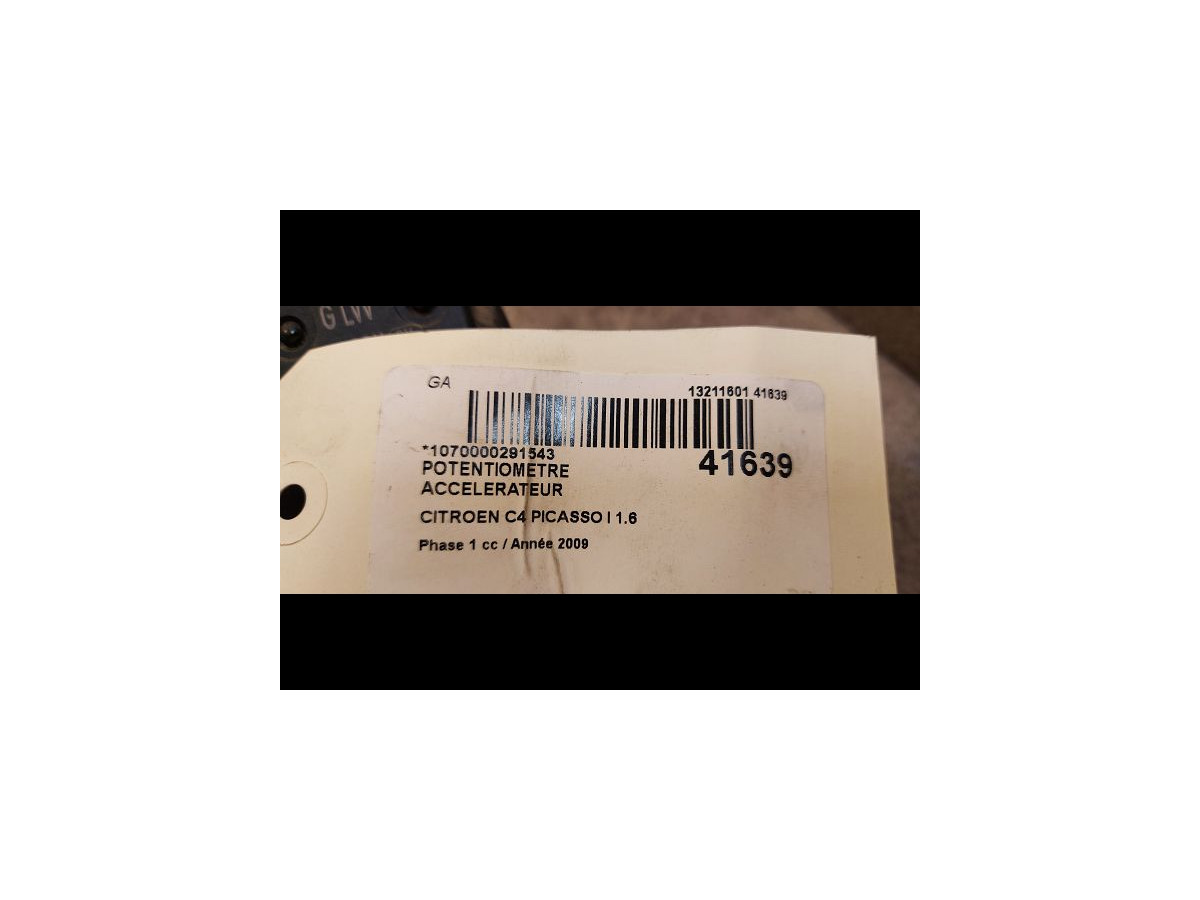 GLW
GA
13211601 41639
*1070000291543
41639
POTENTIOMETRE
ACCELERATEUR
CITROEN C4 PICASSO I 1.6
Phase 1 cc / Année 2009